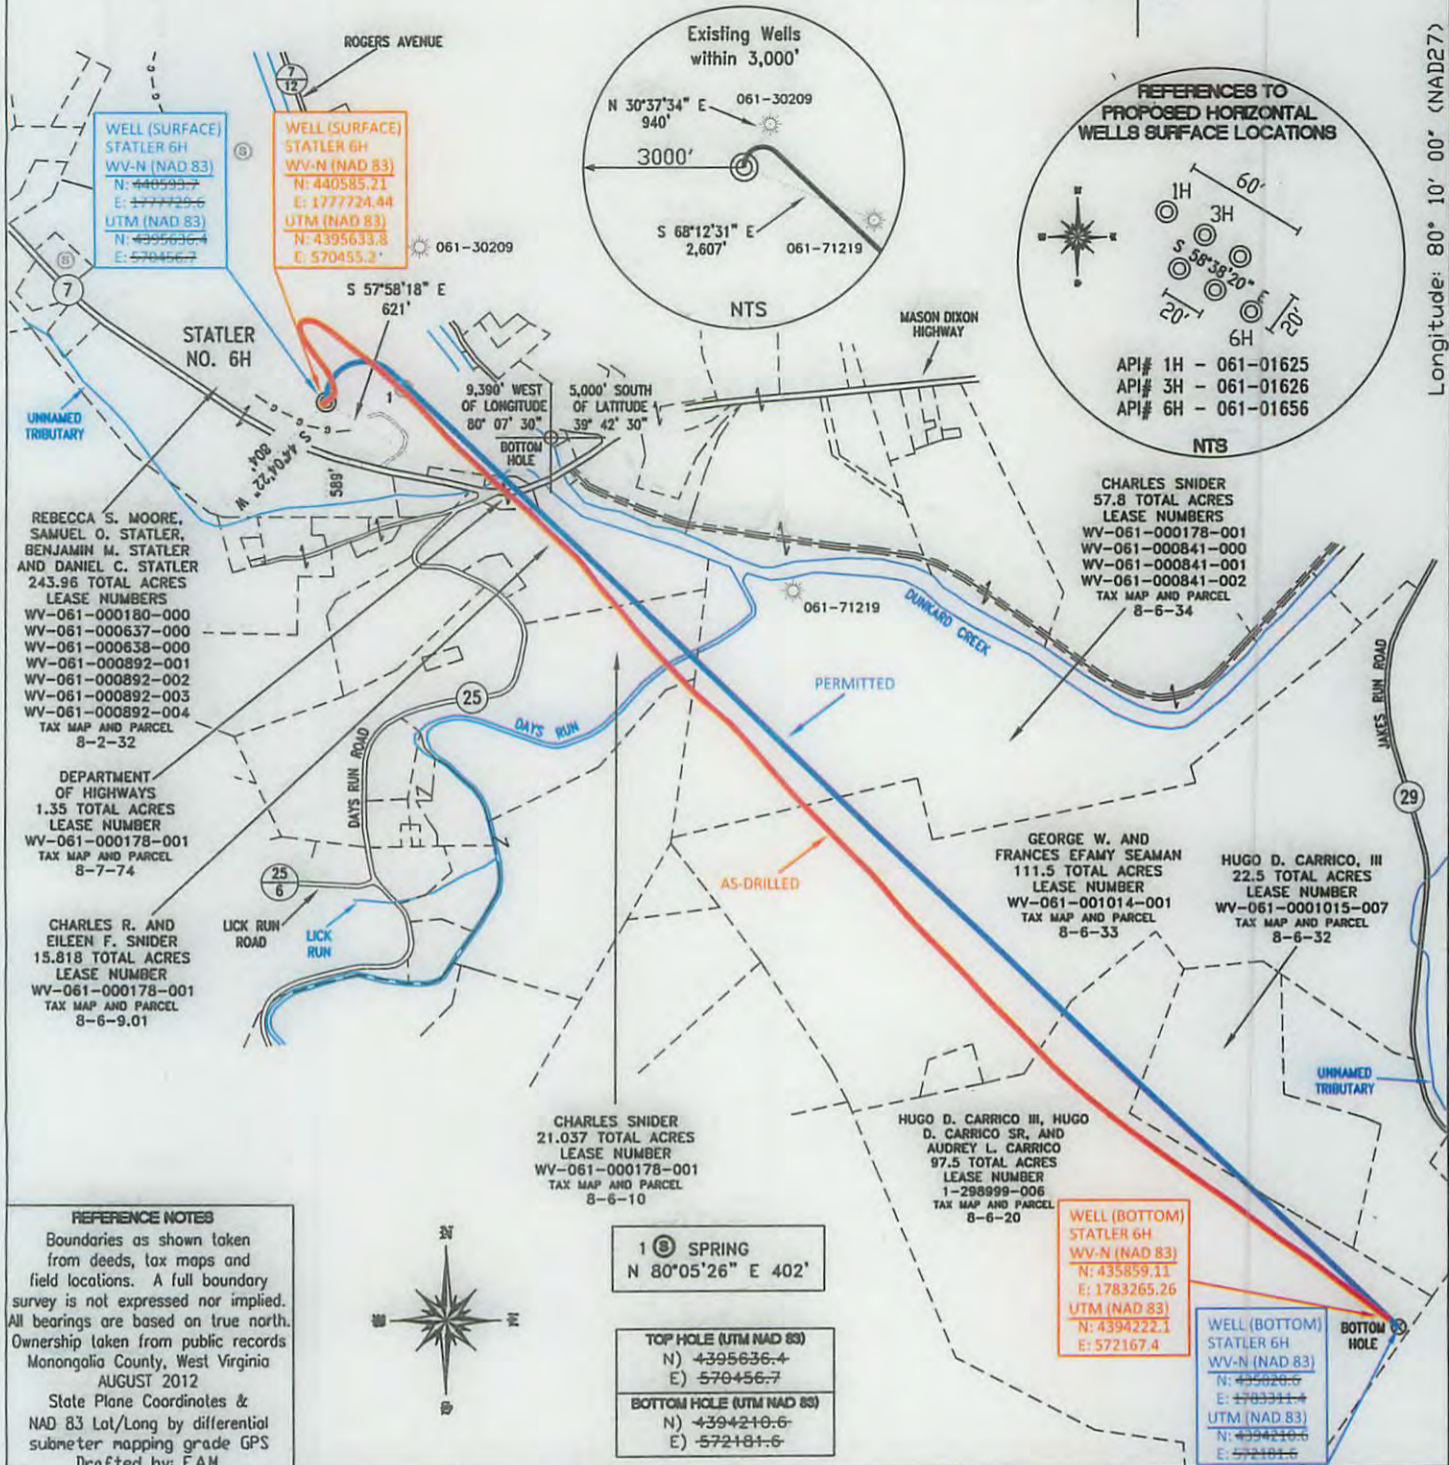 ROGERS AVENUE
7
12
WELL (SURFACE)
STATLER 6H
WV-N (NAD 83)
N: 440593.7
E: 1777729.6
UTM (NAD 83)
N: 4395636.4
E: 570456.7
WELL (SURFACE)
STATLER 6H
WV-N (NAD 83)
N: 440585.21
E: 1777724.44
UTM (NAD 83)
N: 4395633.8
E: 570455.2
S
S
7
061-30209
S 57°58'18" E
621'
STATLER
NO. 6H
UNNAMED
TRIBUTARY
S 44°04'22" W
804'
589'
1
Existing Wells
within 3,000'
N 30°37'34" E
940'
061-30209
3000'
S 68°12'31" E
2,607'
061-71219
NTS
REFERENCES TO
PROPOSED HORIZONTAL
WELLS SURFACE LOCATIONS
60'
1H
3H
S 58°38'20" E
20'
20'
6H
API# 1H - 061-01625
API# 3H - 061-01626
API# 6H - 061-01656
NTS
Longitude: 80° 10' 00" (NAD27)
MASON DIXON
HIGHWAY
9,390' WEST
OF LONGITUDE
80° 07' 30"
5,000' SOUTH
OF LATITUDE
39° 42' 30"
BOTTOM
HOLE
REBECCA S. MOORE,
SAMUEL O. STATLER,
BENJAMIN M. STATLER
AND DANIEL C. STATLER
243.96 TOTAL ACRES
LEASE NUMBERS
WV-061-000180-000
WV-061-000637-000
WV-061-000638-000
WV-061-000892-001
WV-061-000892-002
WV-061-000892-003
WV-061-000892-004
TAX MAP AND PARCEL
8-2-32
CHARLES SNIDER
57.8 TOTAL ACRES
LEASE NUMBERS
WV-061-000178-001
WV-061-000841-000
WV-061-000841-001
WV-061-000841-002
TAX MAP AND PARCEL
8-6-34
061-71219
DUNKARD CREEK
PERMITTED
JAKES RUN ROAD
29
25
DAYS RUN
DAYS RUN ROAD
DEPARTMENT
OF HIGHWAYS
1.35 TOTAL ACRES
LEASE NUMBER
WV-061-000178-001
TAX MAP AND PARCEL
8-7-74
25
6
LICK RUN
ROAD
LICK
RUN
AS-DRILLED
GEORGE W. AND
FRANCES EFAMY SEAMAN
111.5 TOTAL ACRES
LEASE NUMBER
WV-061-001014-001
TAX MAP AND PARCEL
8-6-33
HUGO D. CARRICO, III
22.5 TOTAL ACRES
LEASE NUMBER
WV-061-0001015-007
TAX MAP AND PARCEL
8-6-32
CHARLES R. AND
EILEEN F. SNIDER
15.818 TOTAL ACRES
LEASE NUMBER
WV-061-000178-001
TAX MAP AND PARCEL
8-6-9.01
UNNAMED
TRIBUTARY
CHARLES SNIDER
21.037 TOTAL ACRES
LEASE NUMBER
WV-061-000178-001
TAX MAP AND PARCEL
8-6-10
HUGO D. CARRICO III, HUGO
D. CARRICO SR, AND
AUDREY L. CARRICO
97.5 TOTAL ACRES
LEASE NUMBER
1-298999-006
TAX MAP AND PARCEL
8-6-20
REFERENCE NOTES
Boundaries as shown taken
from deeds, tax maps and
field locations. A full boundary
survey is not expressed nor implied.
All bearings are based on true north.
Ownership taken from public records
Monongalia County, West Virginia
AUGUST 2012
State Plane Coordinates &
NAD 83 Lat/Long by differential
submeter mapping grade GPS
Drafted by: F.A.M.
1 S SPRING
N 80°05'26" E 402'
TOP HOLE (UTM NAD 83)
N) 4395636.4
E) 570456.7
BOTTOM HOLE (UTM NAD 83)
N) 4394210.6
E) 572181.6
WELL (BOTTOM)
STATLER 6H
WV-N (NAD 83)
N: 435859.11
E: 1783265.26
UTM (NAD 83)
N: 4394222.1
E: 572167.4
WELL (BOTTOM)
STATLER 6H
WV-N (NAD 83)
N: 435820.6
E: 1783311.4
UTM (NAD 83)
N: 4394210.6
E: 572181.6
BOTTOM
HOLE